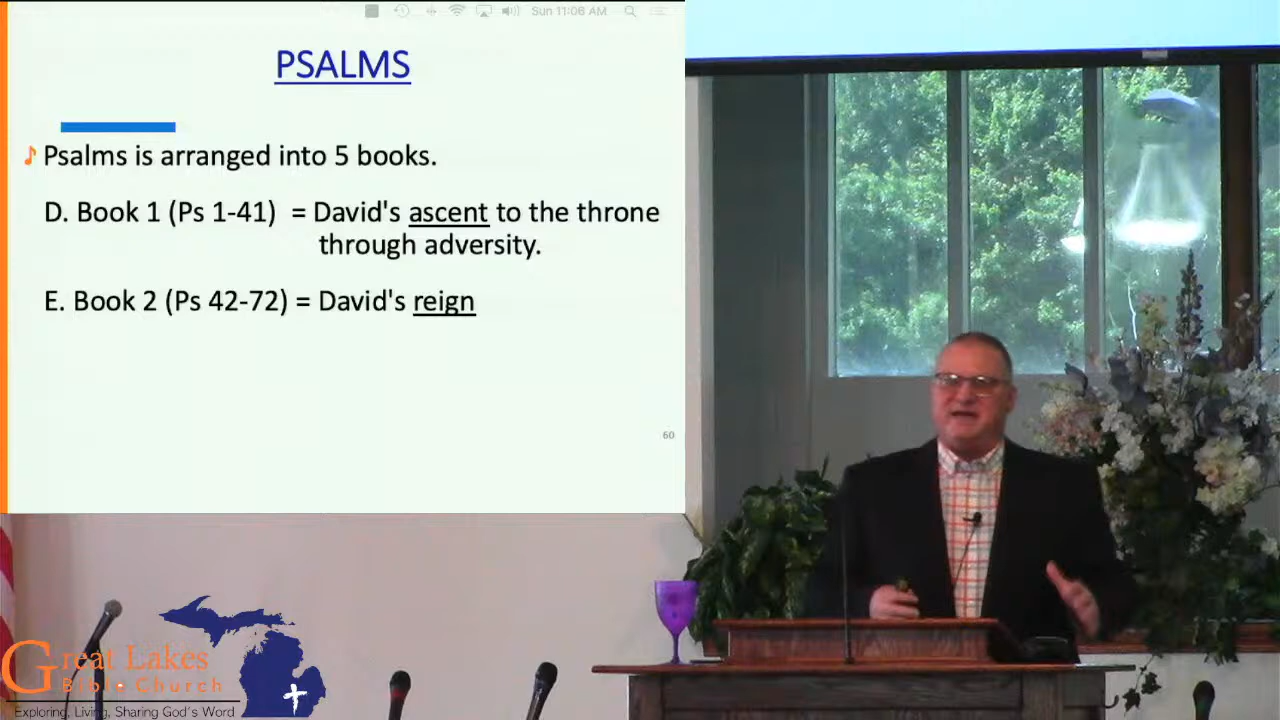 Sun 11:06 AM
PSALMS
Psalms is arranged into 5 books.
D. Book 1 (Ps 1-41) = David's ascent to the throne
through adversity.
E. Book 2 (Ps 42-72) = David's reign
60
Great Lakes
Bible Church
Exploring, Living, Sharing God's Word